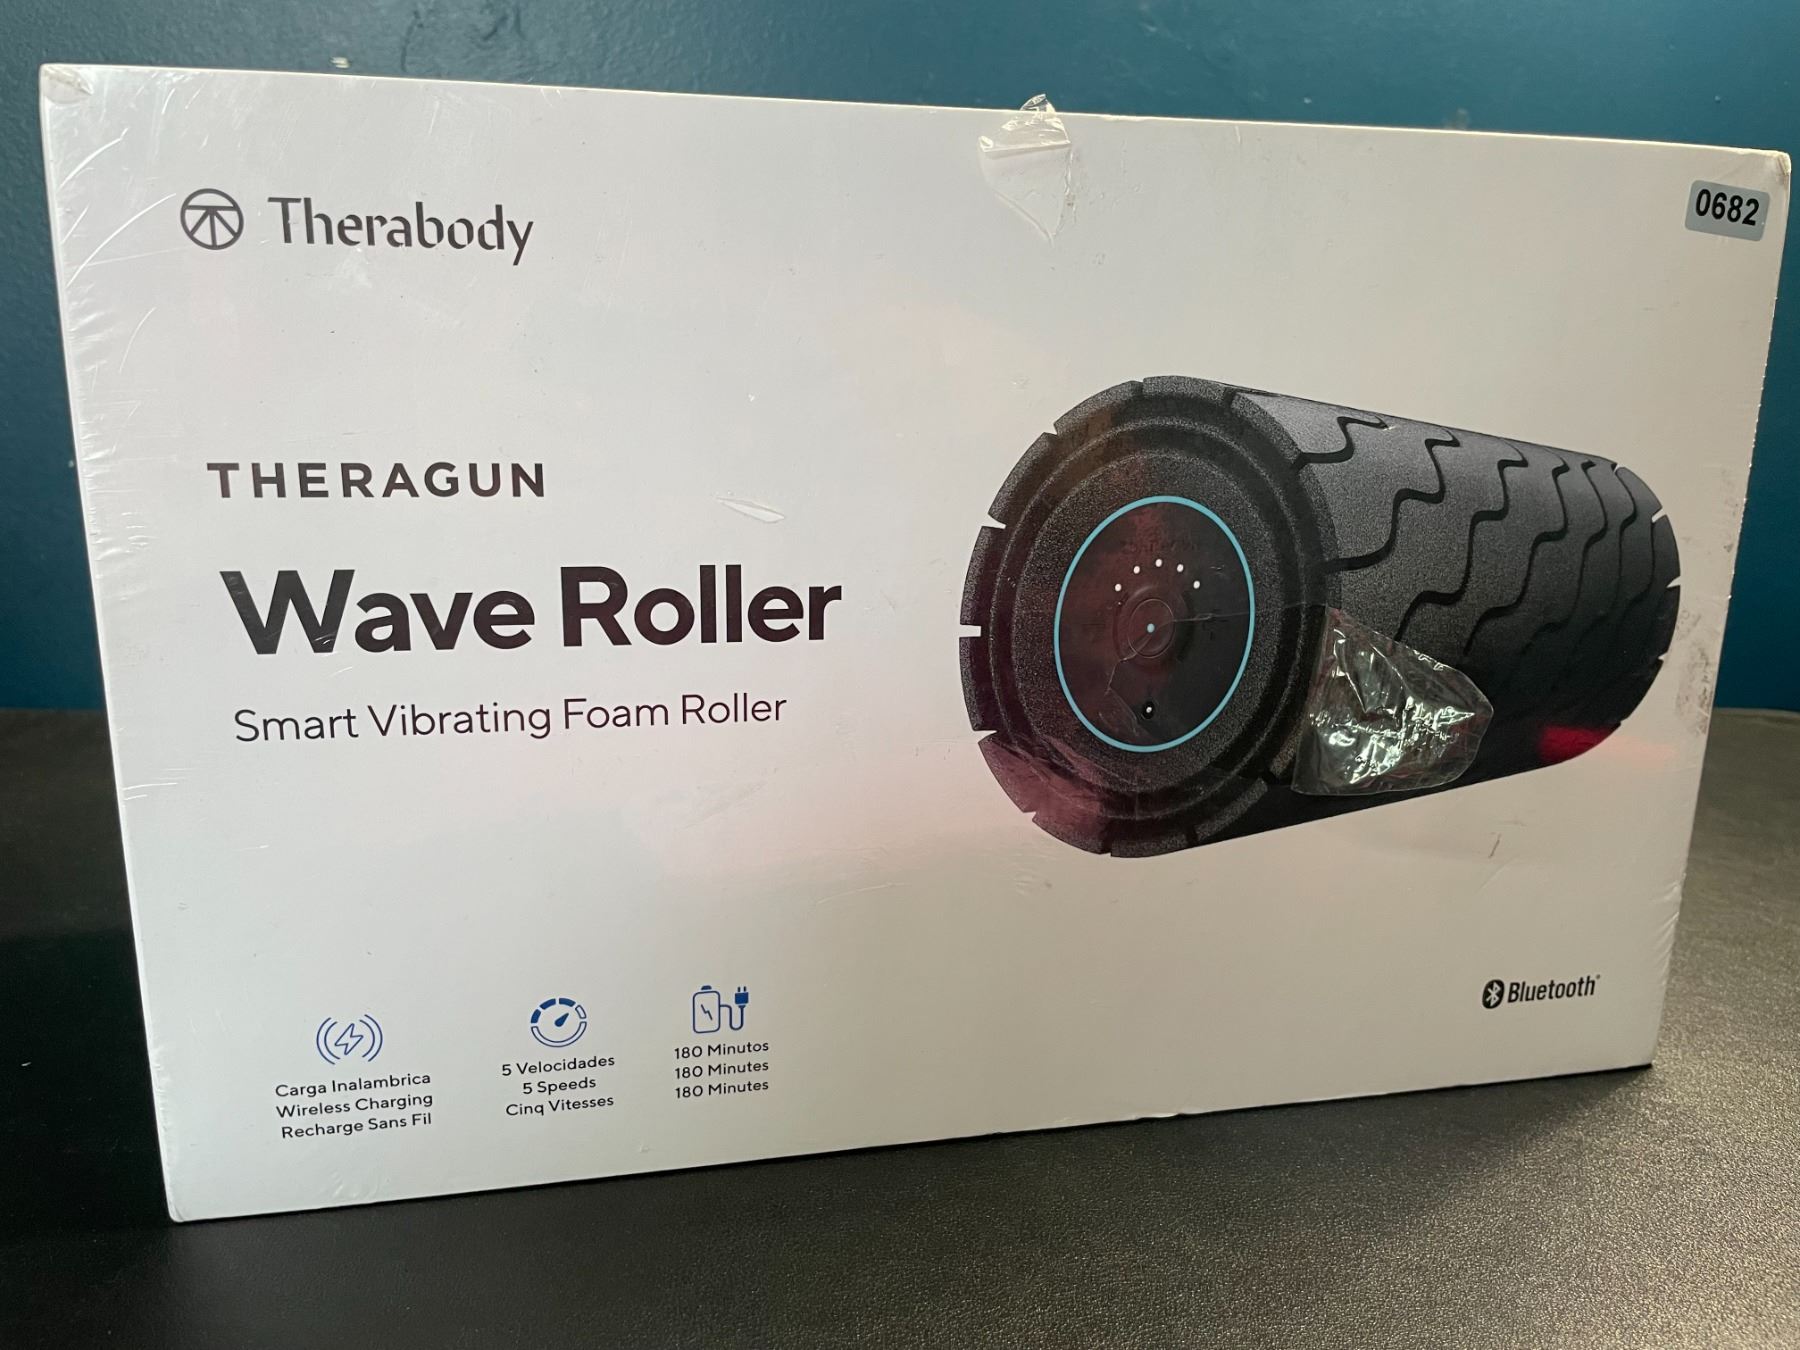 Therabody
0682
THERAGUN
Wave Roller
Smart Vibrating Foam Roller
Carga Inalambrica
Wireless Charging
Recharge Sans Fil
5 Velocidades
5 Speeds
Cinq Vitesses
180 Minutos
180 Minutes
180 Minutes
Bluetooth®